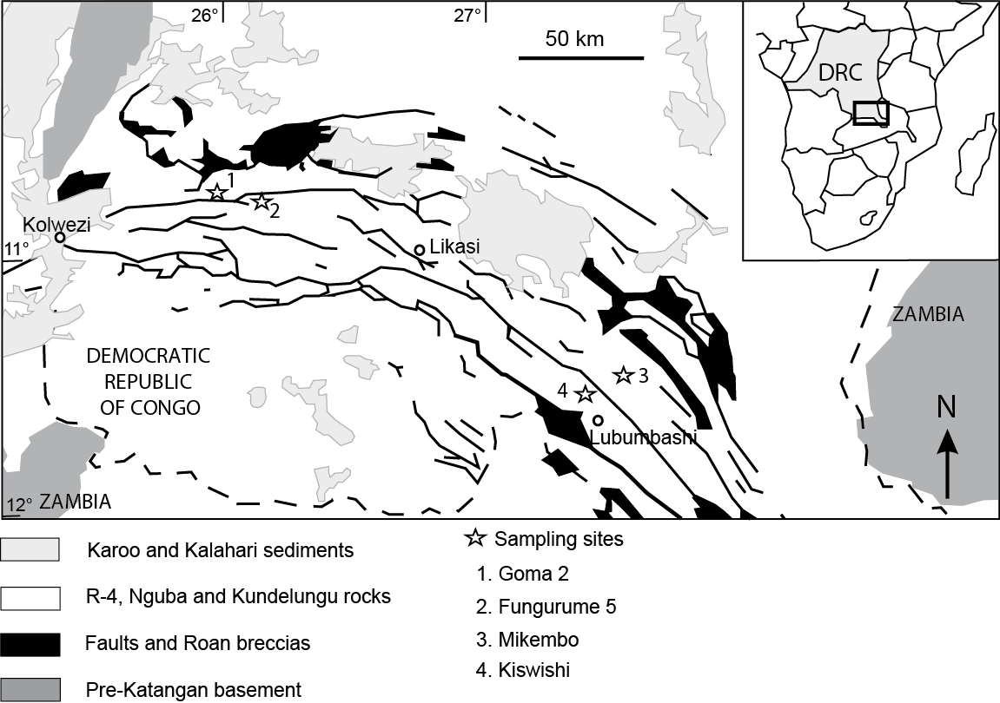 26°
27°
50 km
DRC
1
2
Kolwezi
11°
Likasi
ZAMBIA
DEMOCRATIC
REPUBLIC
OF CONGO
3
4
N
Lubumbashi
12° ZAMBIA
Karoo and Kalahari sediments
R-4, Nguba and Kundelungu rocks
Faults and Roan breccias
Pre-Katangan basement
Sampling sites
1. Goma 2
2. Fungurume 5
3. Mikembo
4. Kiswishi